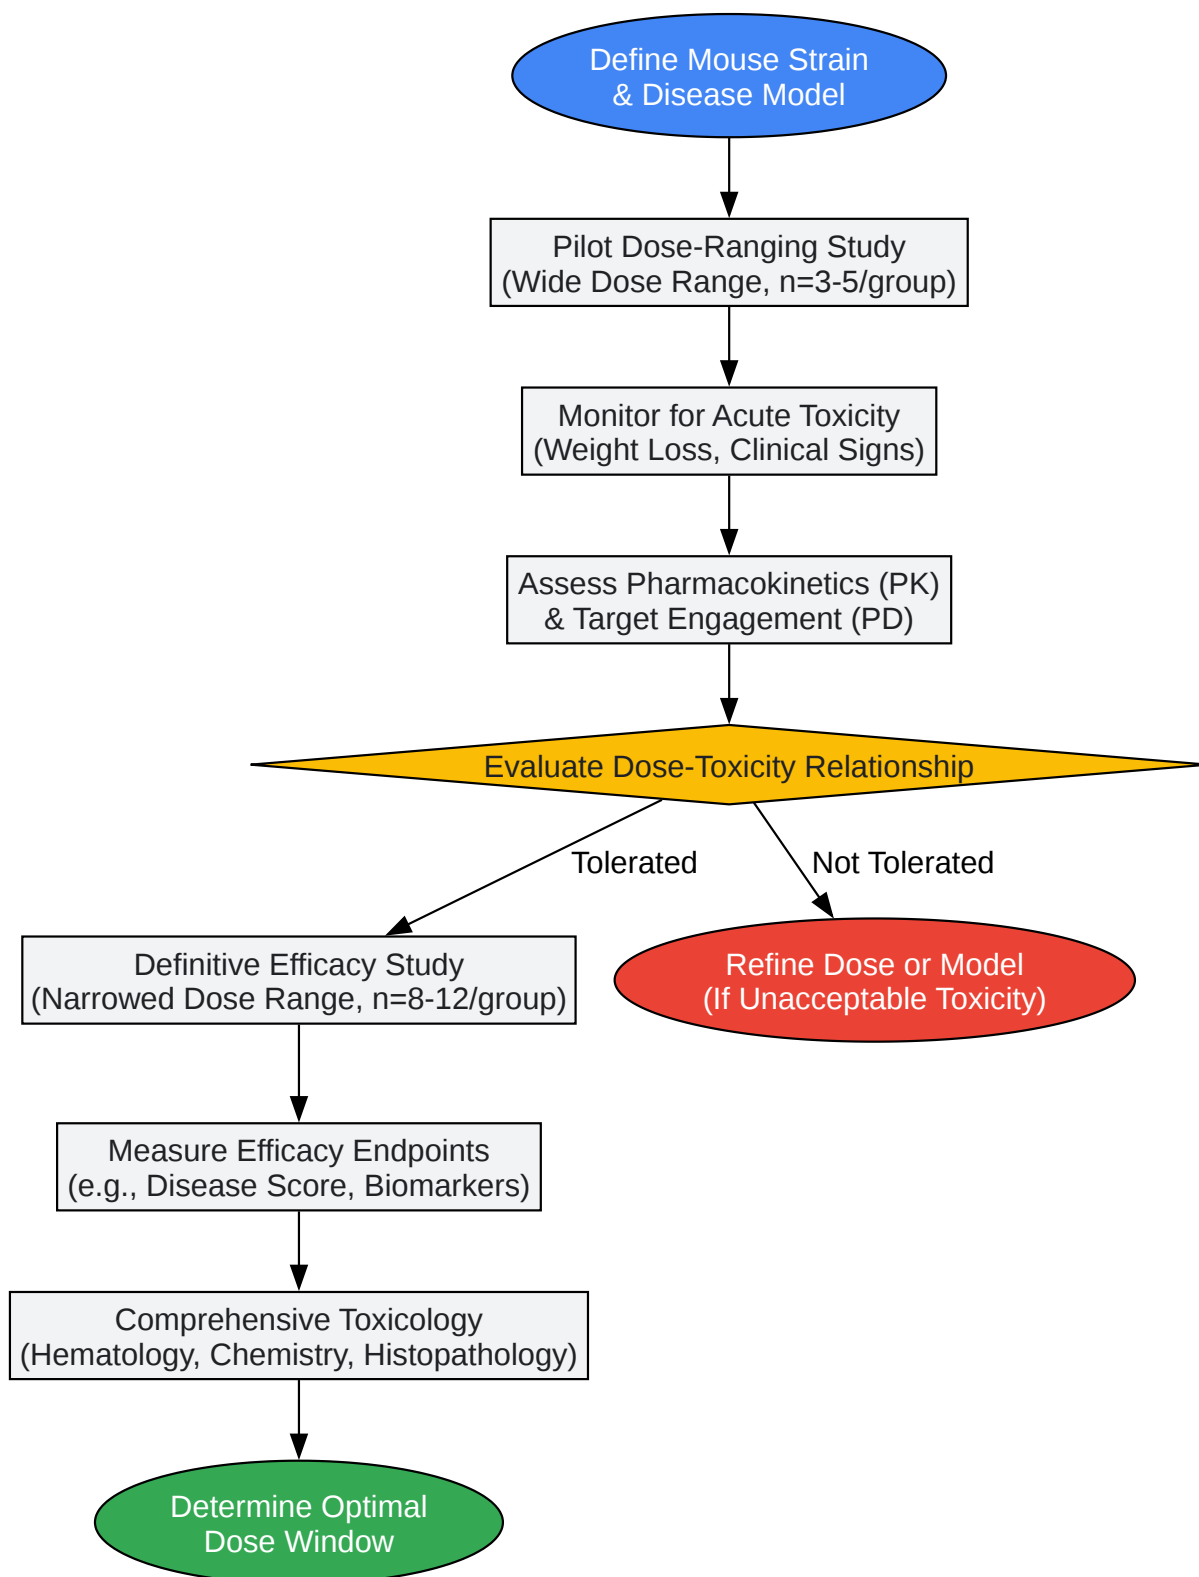 Define Mouse Strain
& Disease Model
Pilot Dose-Ranging Study
(Wide Dose Range, n=3-5/group)
Monitor for Acute Toxicity
(Weight Loss, Clinical Signs)
Assess Pharmacokinetics (PK)
& Target Engagement (PD)
Evaluate Dose-Toxicity Relationship
Tolerated
Not Tolerated
Definitive Efficacy Study
(Narrowed Dose Range, n=8-12/group)
Refine Dose or Model
(If Unacceptable Toxicity)
Measure Efficacy Endpoints
(e.g., Disease Score, Biomarkers)
Comprehensive Toxicology
(Hematology, Chemistry, Histopathology)
Determine Optimal
Dose Window